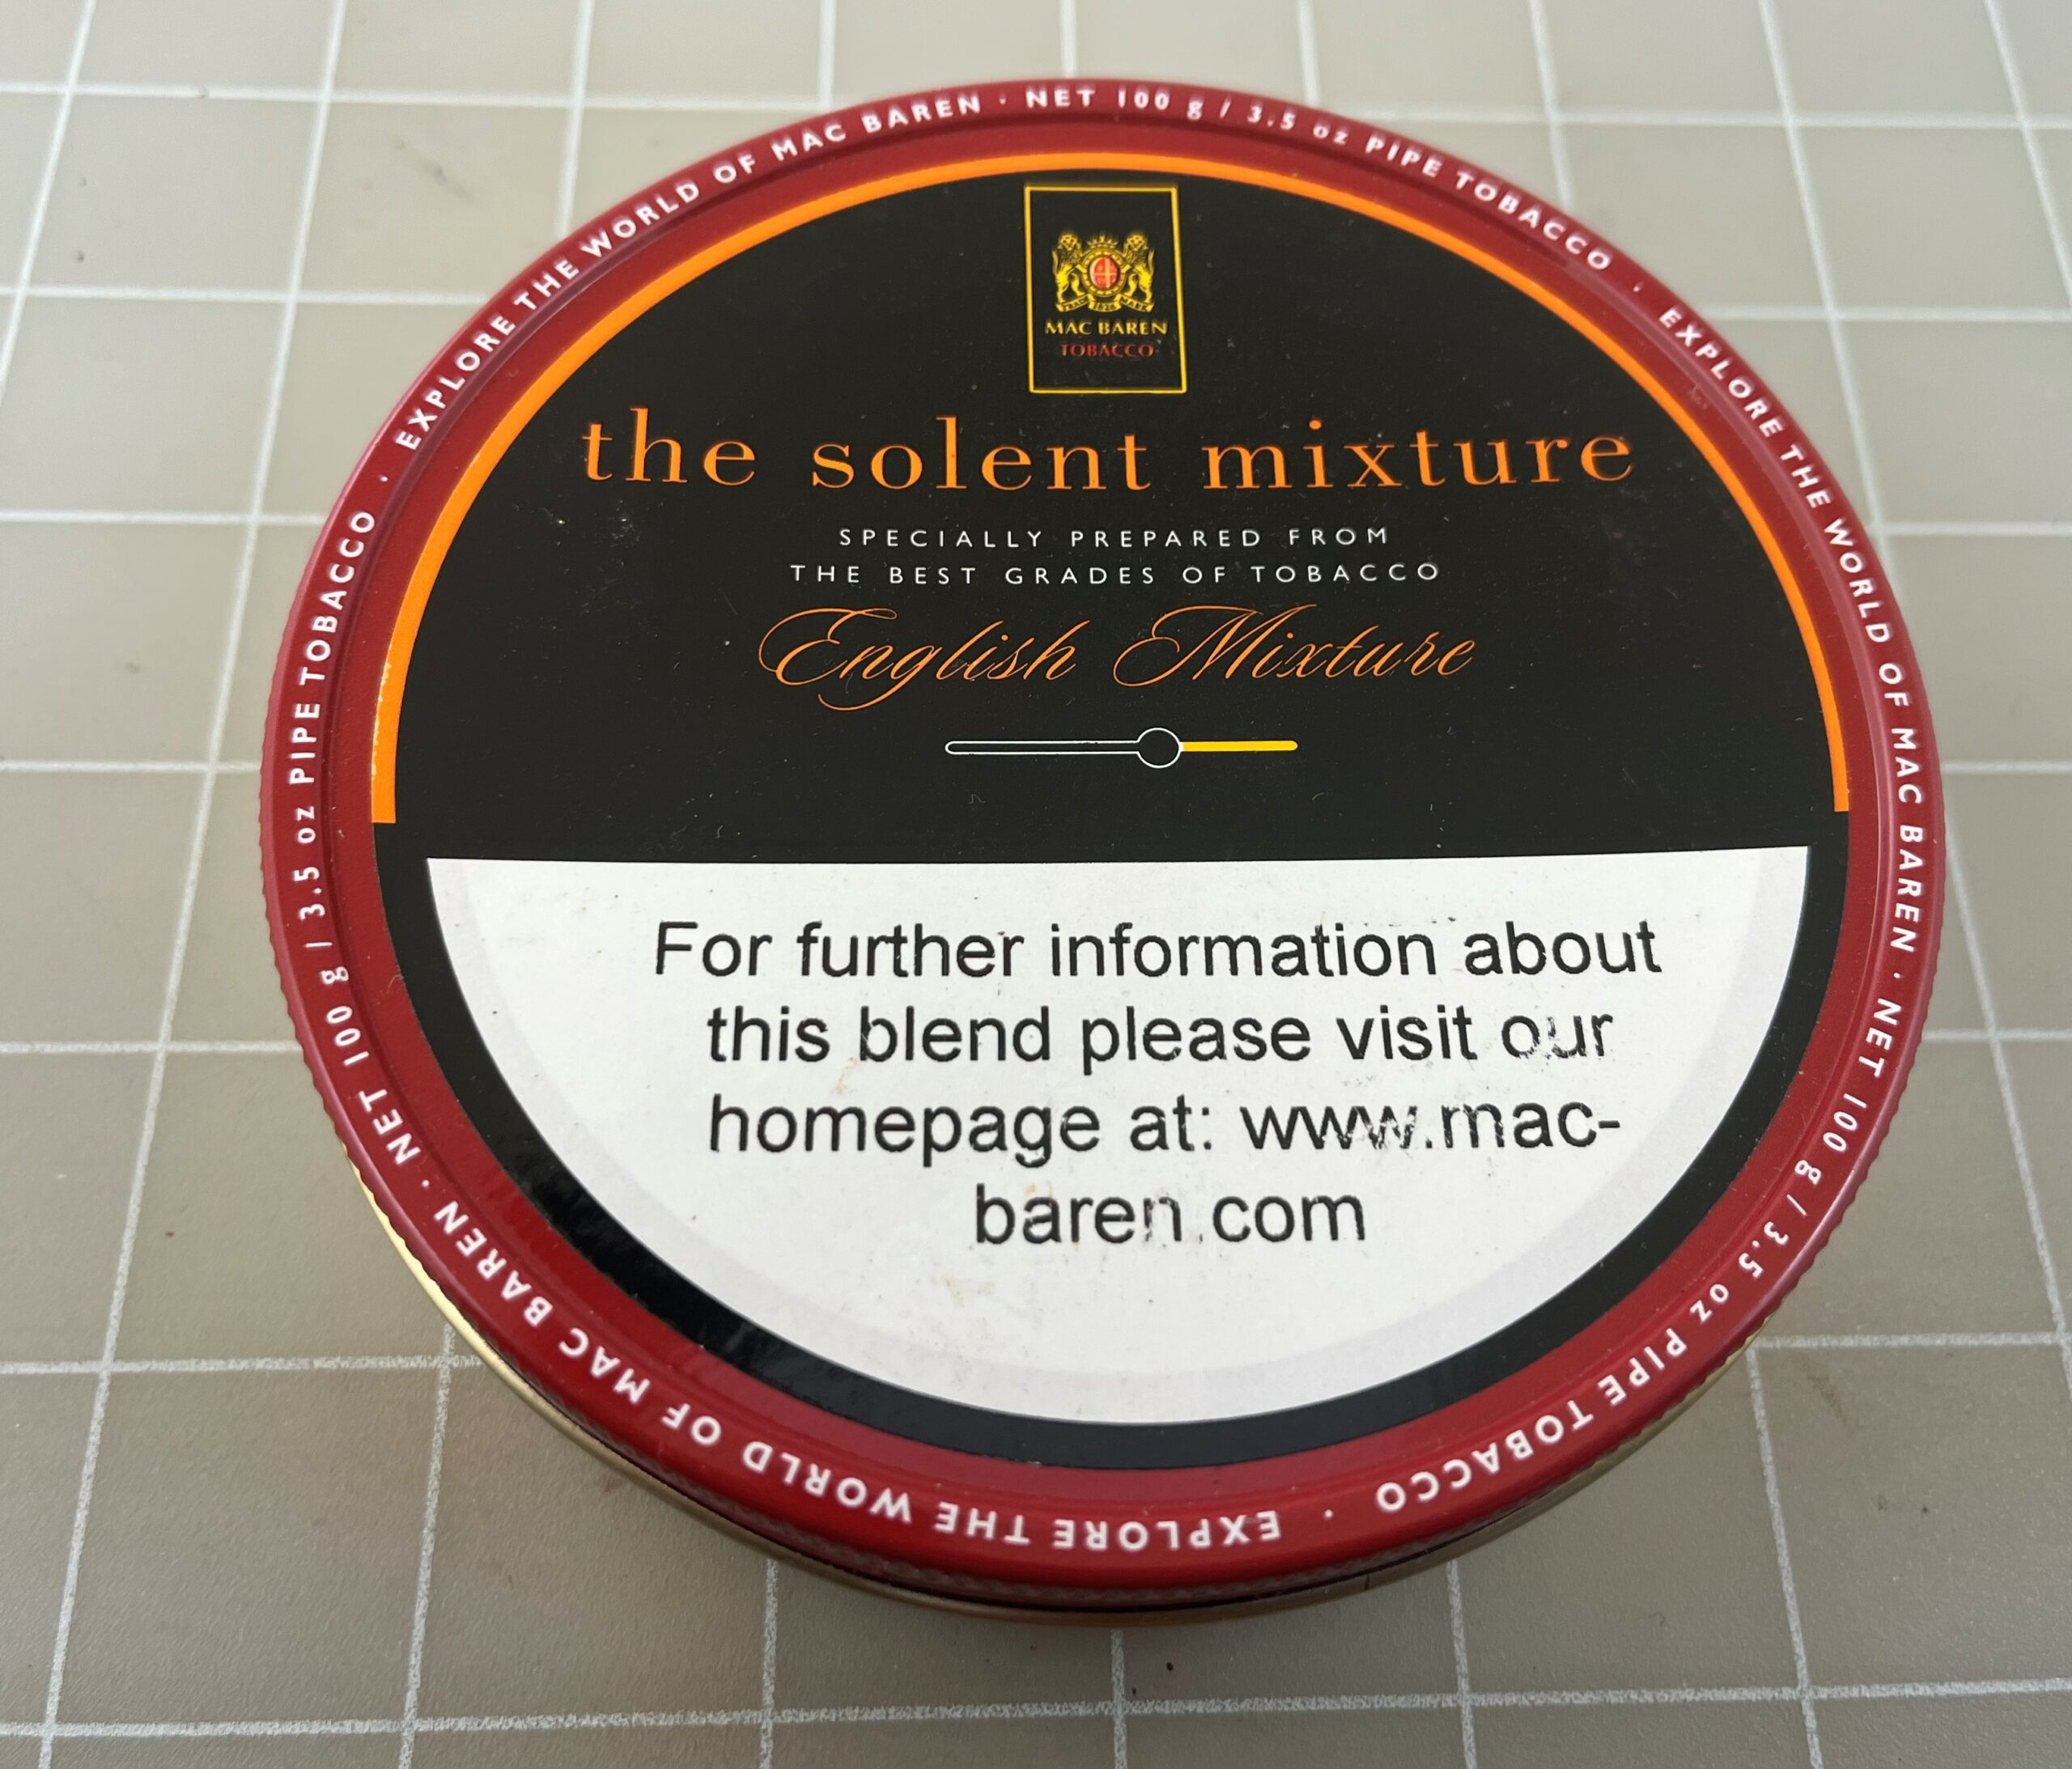 EXPLORE THE WORLD OF MAC BAREN · NET 100 g / 3.5 oz PIPE TOBACCO · EXPLORE THE WORLD OF MAC BAREN · NET 100 g / 3.5 oz PIPE TOBACCO · EXPLORE THE WORLD OF MAC BAREN · NET 100 g / 3.5 oz PIPE TOBACCO ·
TRADE 1826 MARK
MAC BAREN
TOBACCO
the solent mixture
SPECIALLY PREPARED FROM
THE BEST GRADES OF TOBACCO
English Mixture
For further information about
this blend please visit our
homepage at: www.mac-
baren.com